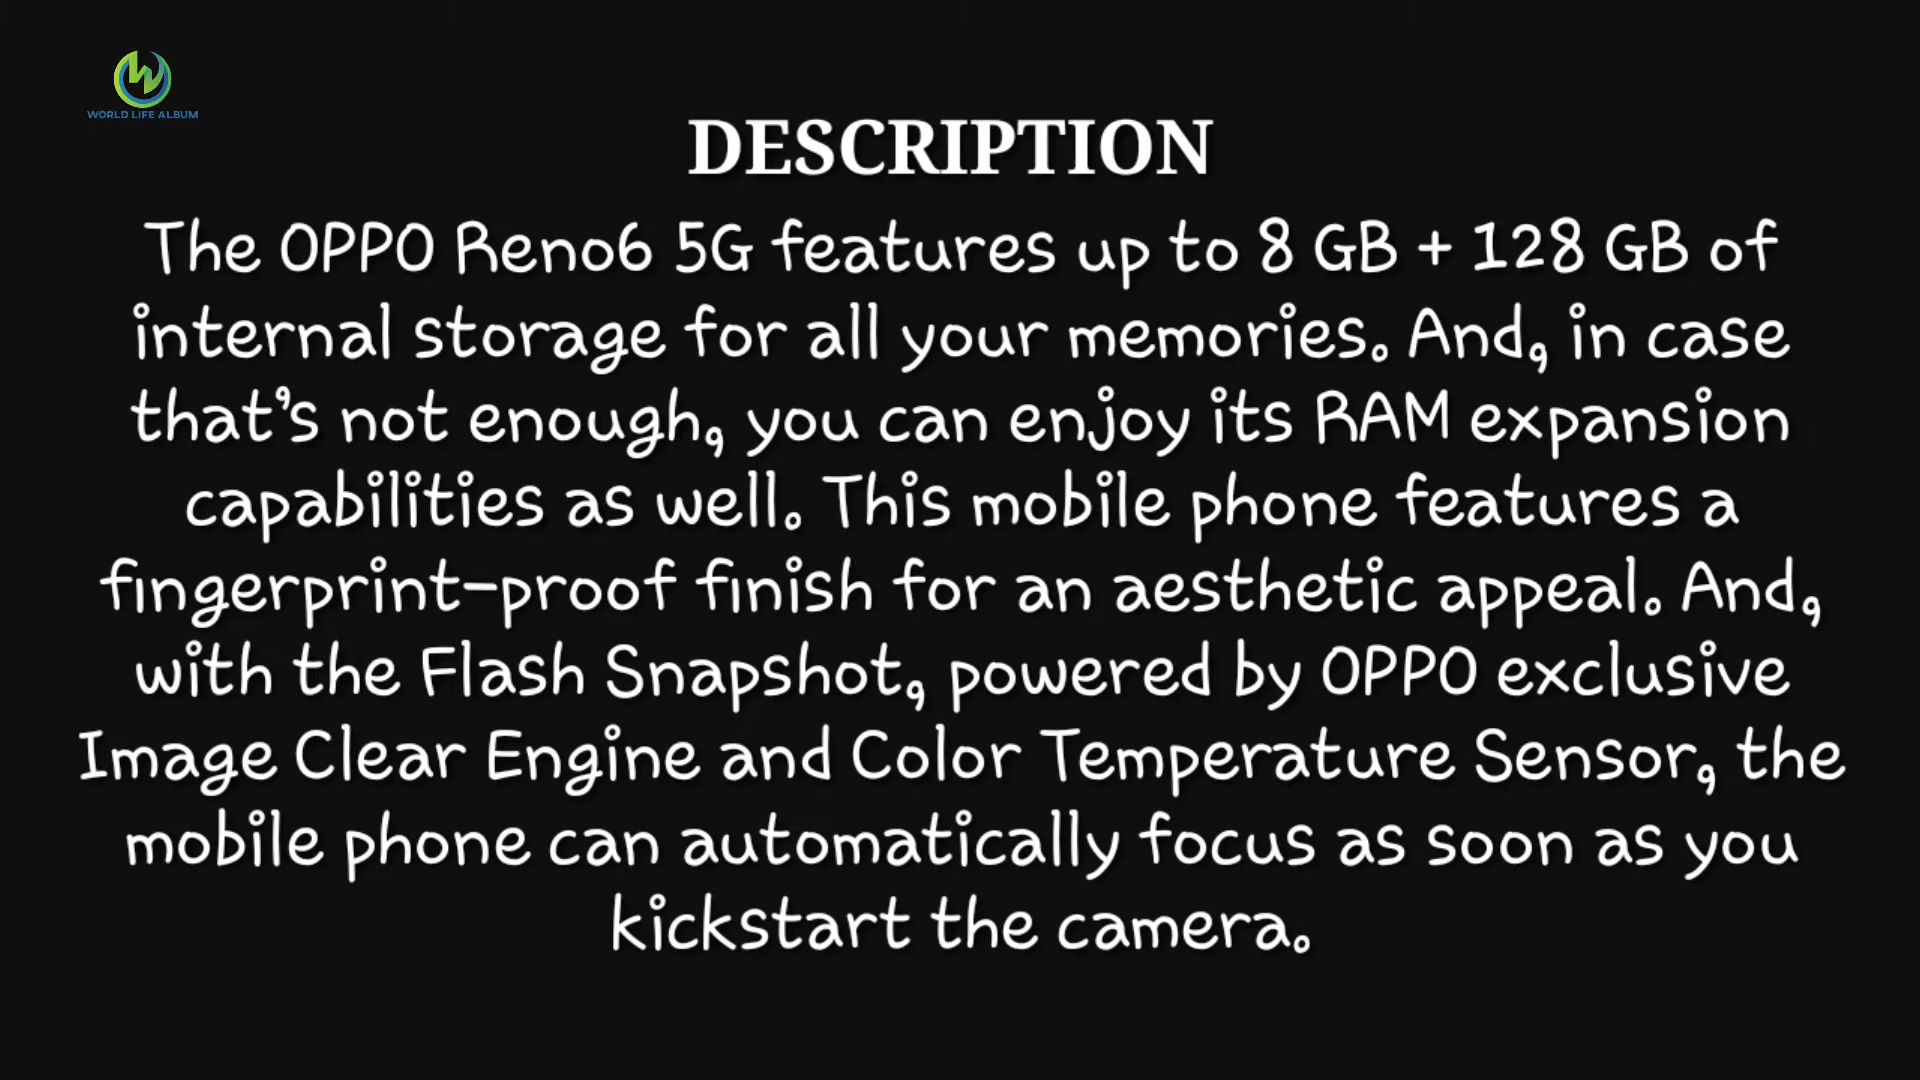 WORLD LIFE ALBUM
DESCRIPTION
The OPPO Reno6 5G features up to 8 GB + 128 GB of
internal storage for all your memories. And, in case
that's not enough, you can enjoy its RAM expansion
capabilities as well. This mobile phone features a
fingerprint-proof finish for an aesthetic appeal. And,
with the Flash Snapshot, powered by OPPO exclusive
Image Clear Engine and Color Temperature Sensor, the
mobile phone can automatically focus as soon as you
kickstart the camera.